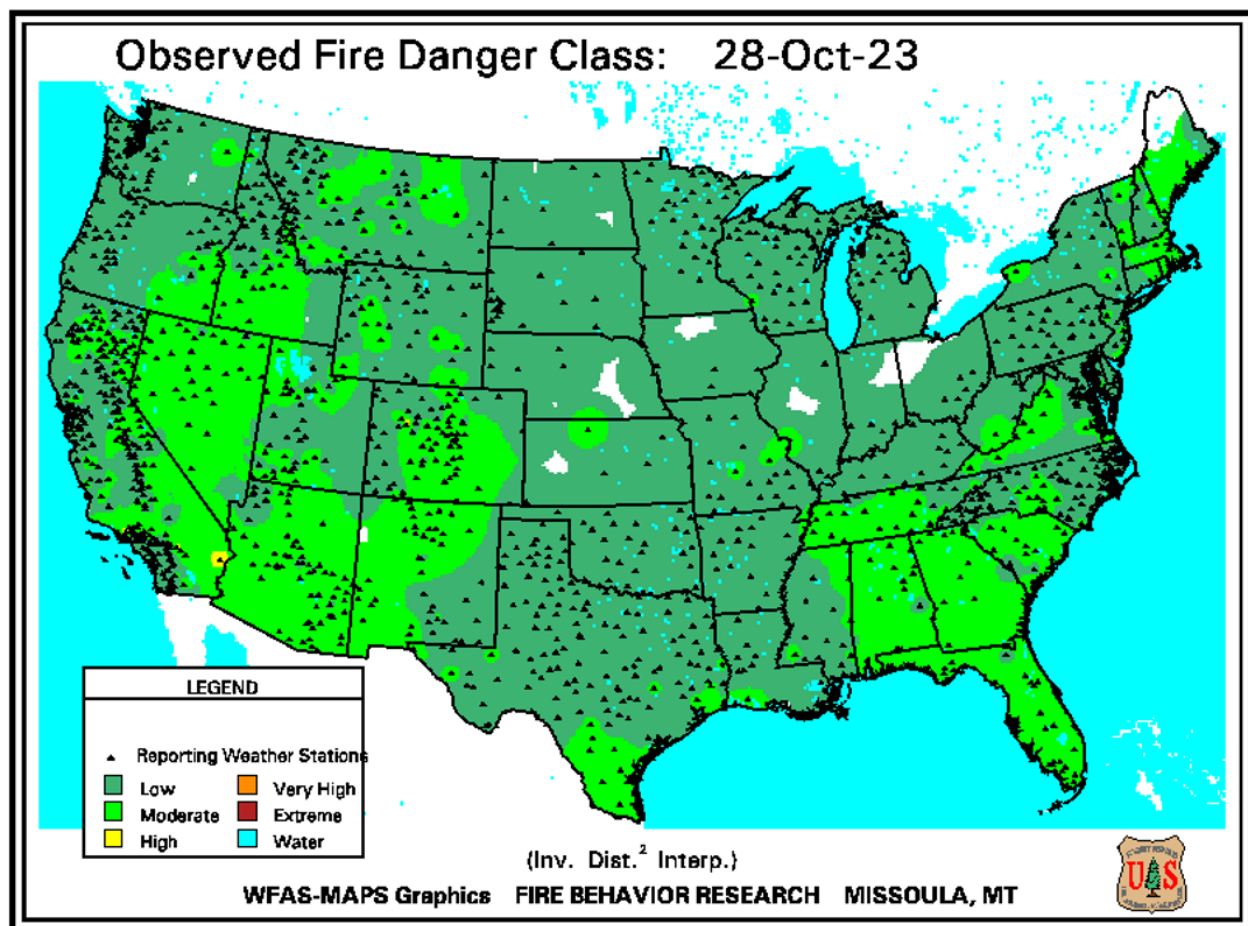 Observed Fire Danger Class: 28-Oct-23
LEGEND
Reporting Weather Stations
Low
Very High
Moderate
Extreme
High
Water
(Inv. Dist.² Interp.)
WFAS-MAPS Graphics FIRE BEHAVIOR RESEARCH MISSOULA, MT
US